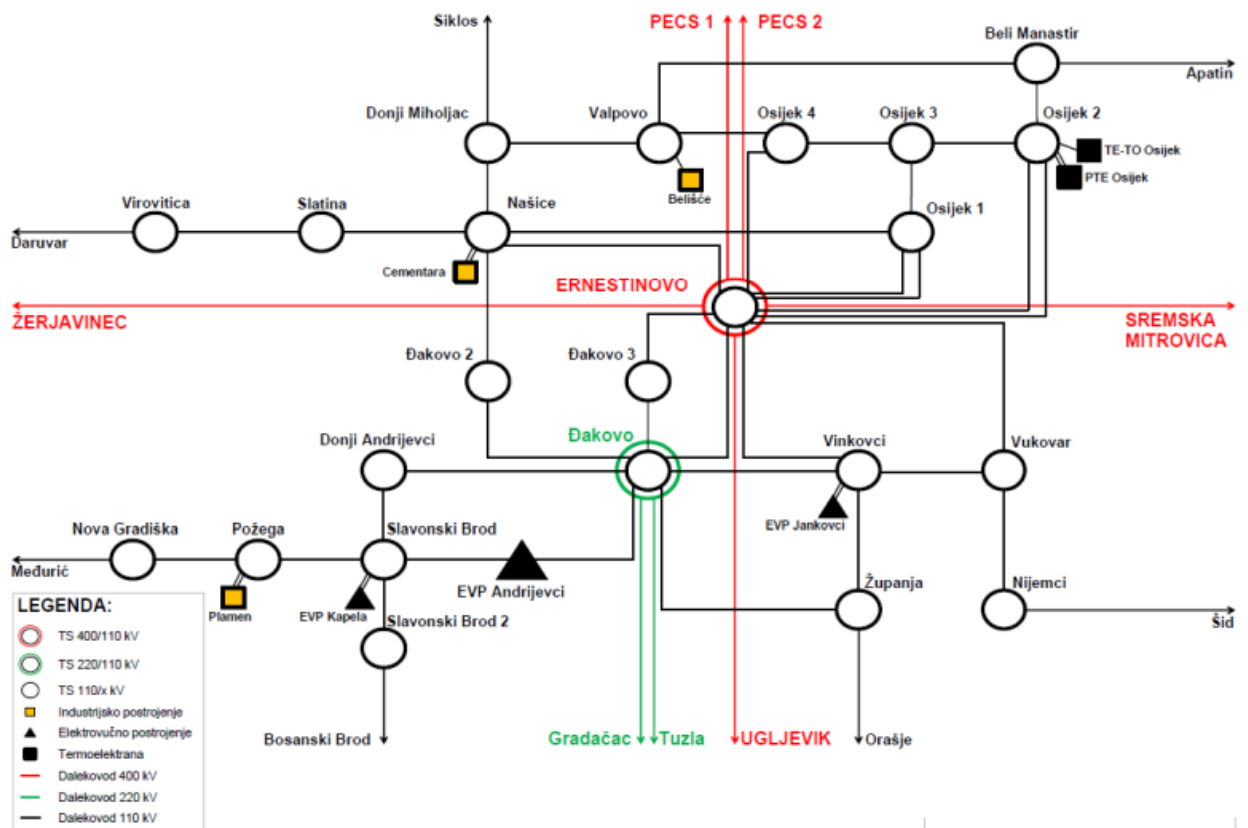 Siklos
PECS 1
PECS 2
Beli Manastir
Apatin
Donji Miholjac
Valpovo
Osijek 4
Osijek 3
Osijek 2
TE-TO Osijek
PTE Osijek
Belišće
Virovitica
Slatina
Našice
Osijek 1
Daruvar
Cementara
ERNESTINOVO
ŽERJAVINEC
SREMSKA
MITROVICA
Đakovo 2
Đakovo 3
Donji Andrijevci
Đakovo
Vinkovci
Vukovar
EVP Jankovci
Nova Gradiška
Požega
Slavonski Brod
Međurić
EVP Andrijevci
Županja
Nijemci
Plamen
EVP Kapela
Slavonski Brod 2
Šid
Bosanski Brod
Gradačac
Tuzla
UGLJEVIK
Orašje
LEGENDA:
TS 400/110 kV
TS 220/110 kV
TS 110/x kV
Industrijsko postrojenje
Elektrovučno postrojenje
Termoelektrana
Dalekovod 400 kV
Dalekovod 220 kV
Dalekovod 110 kV